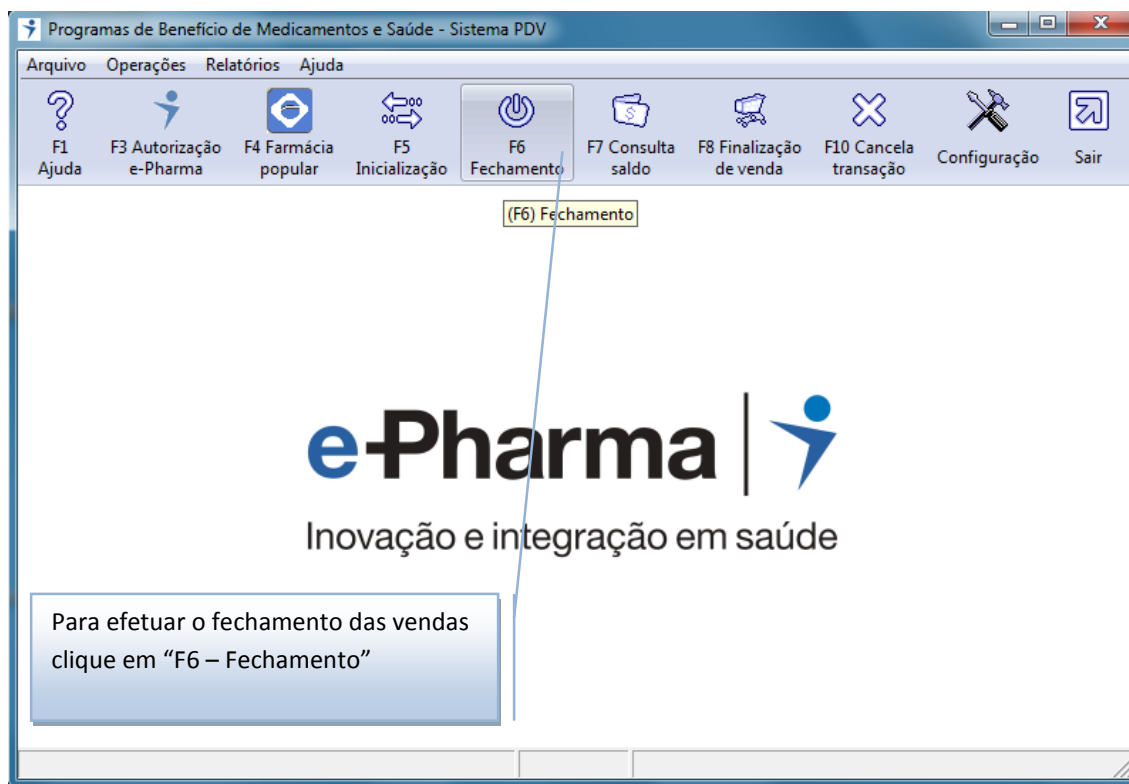 Programas de Benefício de Medicamentos e Saúde - Sistema PDV
Arquivo Operações Relatórios Ajuda
F1
Ajuda
F3 Autorização
e-Pharma
F4 Farmácia
popular
F5
Inicialização
F6
Fechamento
F7 Consulta
saldo
F8 Finalização
de venda
F10 Cancela
transação
Configuração
Sair
(F6) Fechamento
e-Pharma
Inovação e integração em saúde
Para efetuar o fechamento das vendas
clique em “F6 – Fechamento”